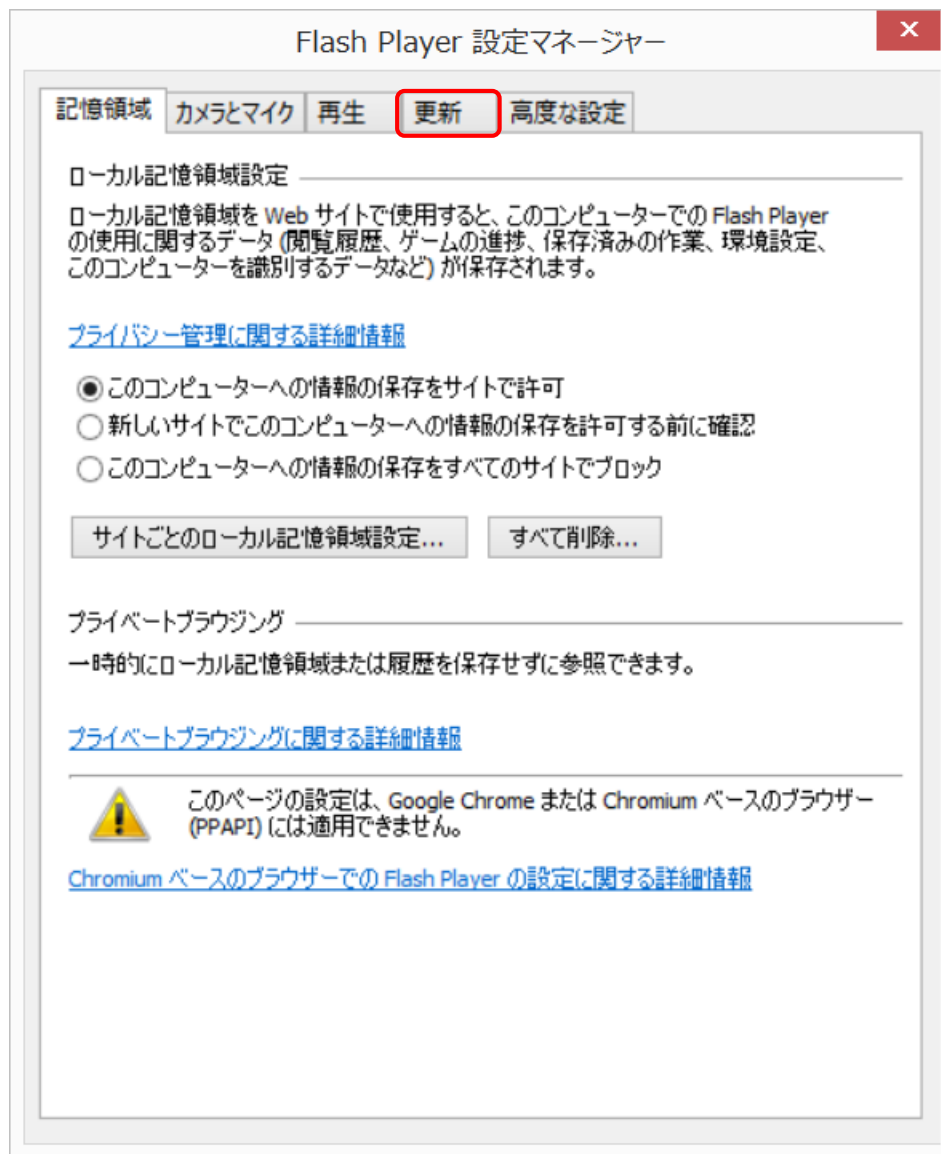 Flash Player 設定マネージャー
記憶領域 カメラとマイク 再生 更新 高度な設定
ローカル記憶領域設定
ローカル記憶領域を Web サイトで使用すると、このコンピューターでの Flash Player
の使用に関するデータ (閲覧履歴、ゲームの進捗、保存済みの作業、環境設定、
このコンピューターを識別するデータなど) が保存されます。
プライバシー管理に関する詳細情報
このコンピューターへの情報の保存をサイトで許可
新しいサイトでこのコンピューターへの情報の保存を許可する前に確認
このコンピューターへの情報の保存をすべてのサイトでブロック
サイトごとのローカル記憶領域設定... すべて削除...
プライベートブラウジング
一時的にローカル記憶領域または履歴を保存せずに参照できます。
プライベートブラウジングに関する詳細情報
このページの設定は、Google Chrome または Chromium ベースのブラウザー
(PPAPI) には適用できません。
Chromium ベースのブラウザーでの Flash Player の設定に関する詳細情報